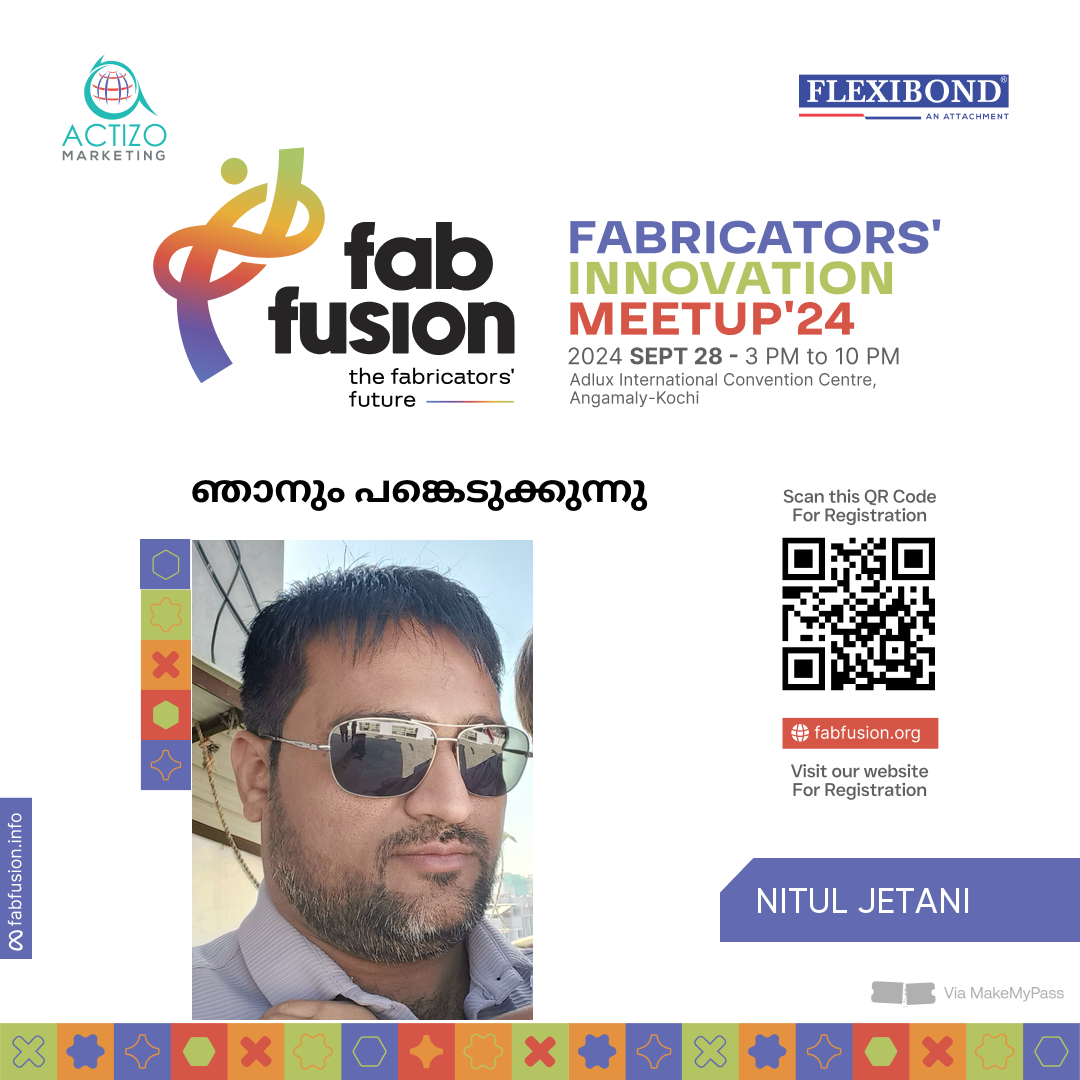 ACTIZO
MARKETING
FLEXIBOND®
AN ATTACHMENT
fab
fusion
the fabricators'
future
FABRICATORS'
INNOVATION
MEETUP'24
2024 SEPT 28 - 3 PM to 10 PM
Adlux International Convention Centre,
Angamaly-Kochi
ഞാനും പങ്കെടുക്കുന്നു
Scan this QR Code
For Registration
fabfusion.org
Visit our website
For Registration
fabfusion.info
NITUL JETANI
Via MakeMyPass